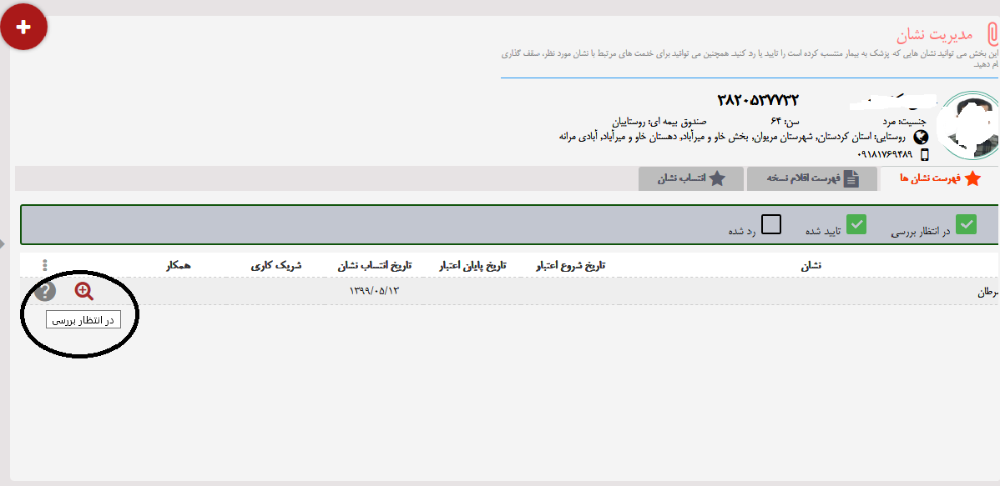 مدیریت نشان
این بخش می توانید نشان هایی که پزشک به بیمار منتسب کرده است را تایید یا رد کنید. همچنین می توانید برای خدمت های مرتبط با نشان مورد نظر، سقف گذاری
دهید.
۳۸۲۰۵۳۷۷۳۲
جنسیت: مرد سن: ۶۴ صندوق بیمه ای: روستاییان
روستایی: استان کردستان، شهرستان مریوان، بخش خاو و میرآباد، دهستان خاو و میرآباد، آبادی مرانه
۰۹۱۸۱۷۶۹۴۸۹
فهرست نشان ها فهرست اقلام نسخه انتساب نشان
در انتظار بررسی تایید شده رد شده
نشان تاریخ شروع اعتبار تاریخ پایان اعتبار تاریخ انتساب نشان شریک کاری همکار
۱۳۹۹/۰۵/۱۳
در انتظار بررسی